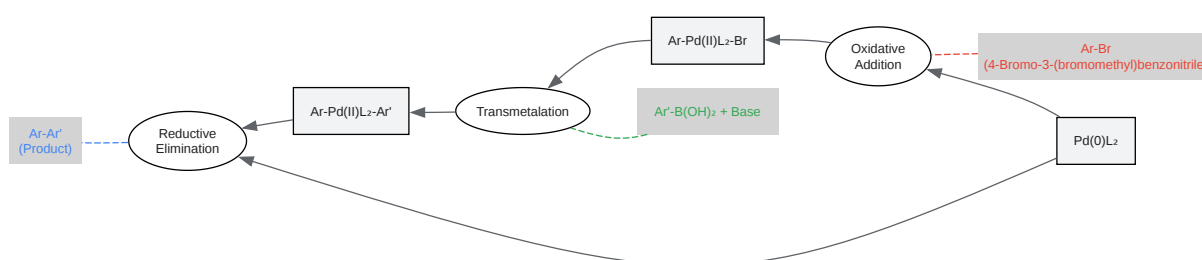 Ar-Pd(II)L₂-Br
Oxidative
Addition
Ar-Br
(4-Bromo-3-(bromomethyl)benzonitrile
Ar-Pd(II)L₂-Ar'
Transmetalation
Ar'-B(OH)₂ + Base
Ar-Ar'
(Product)
Reductive
Elimination
Pd(0)L₂